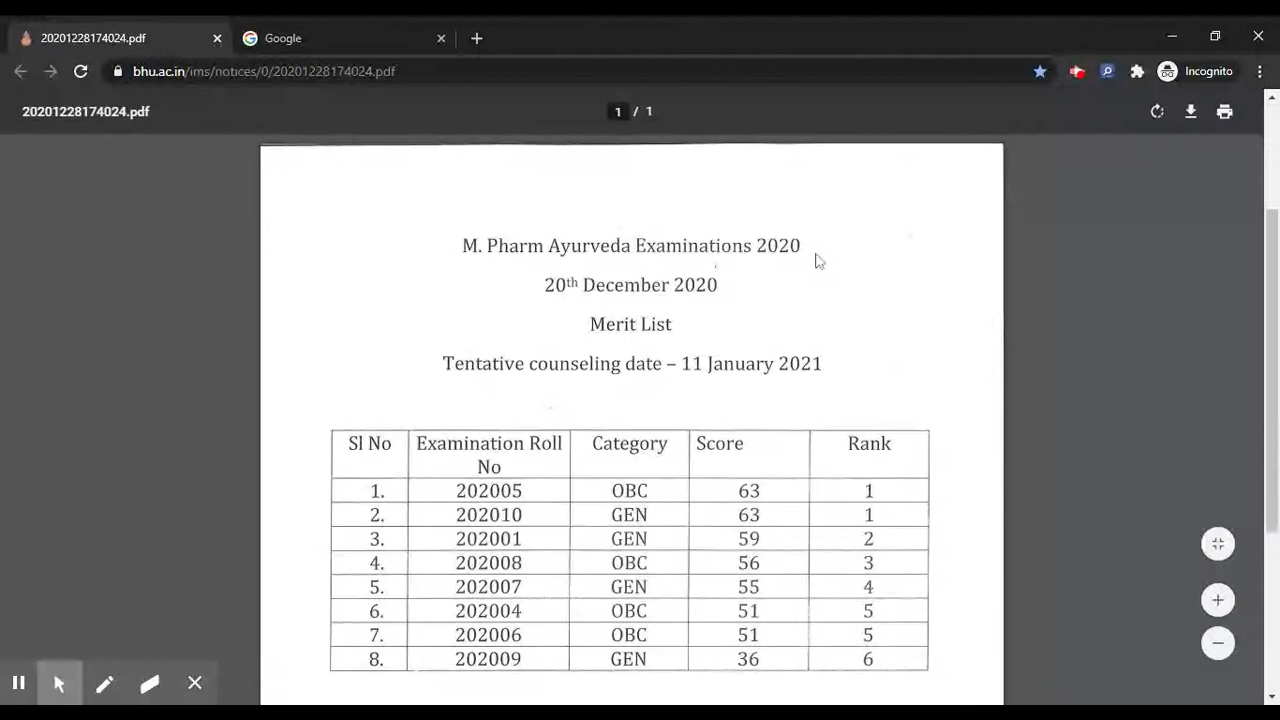 20201228174024.pdf
Google
bhu.ac.in/ims/notices/0/20201228174024.pdf
Incognito
20201228174024.pdf
1 / 1
M. Pharm Ayurveda Examinations 2020
20th December 2020
Merit List
Tentative counseling date – 11 January 2021
Sl No Examination Roll No Category Score Rank
1. 202005 OBC 63 1
2. 202010 GEN 63 1
3. 202001 GEN 59 2
4. 202008 OBC 56 3
5. 202007 GEN 55 4
6. 202004 OBC 51 5
7. 202006 OBC 51 5
8. 202009 GEN 36 6